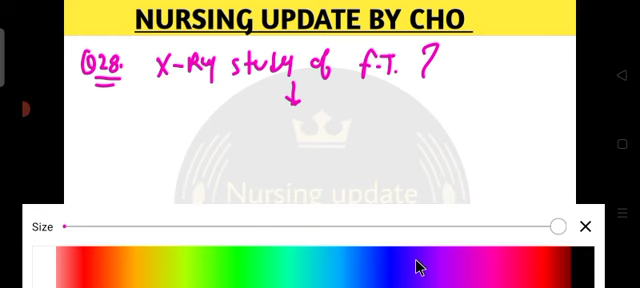 NURSING UPDATE BY CHO
Q28. X-Ray study of F.T. ?
Nursing update
Size